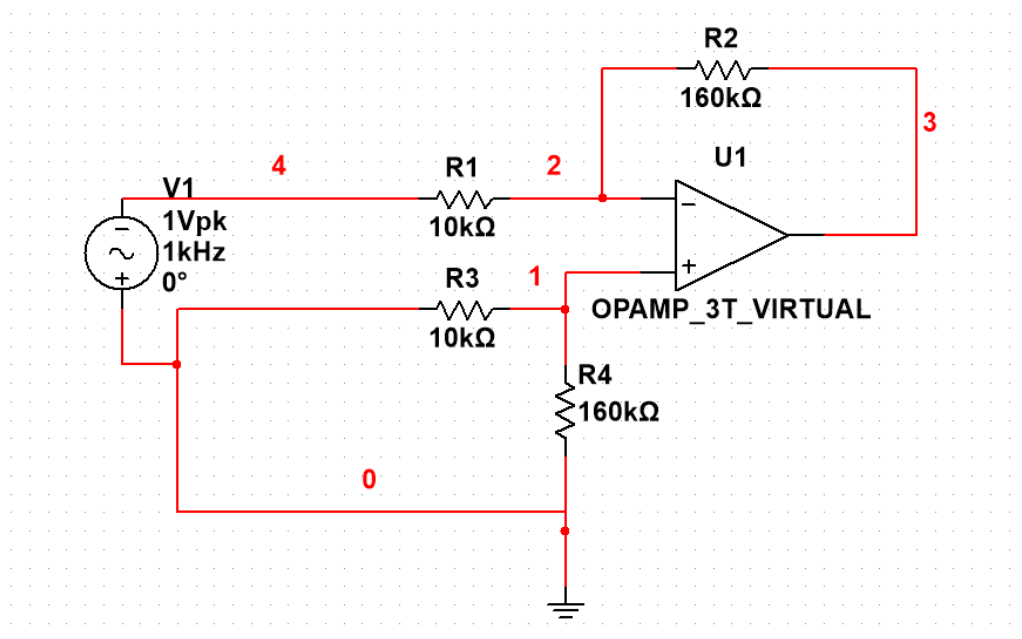 R2
160kΩ
3
U1
4
R1
2
V1
1Vpk
10kΩ
1kHz
0°
R3
1
OPAMP_3T_VIRTUAL
10kΩ
R4
160kΩ
0